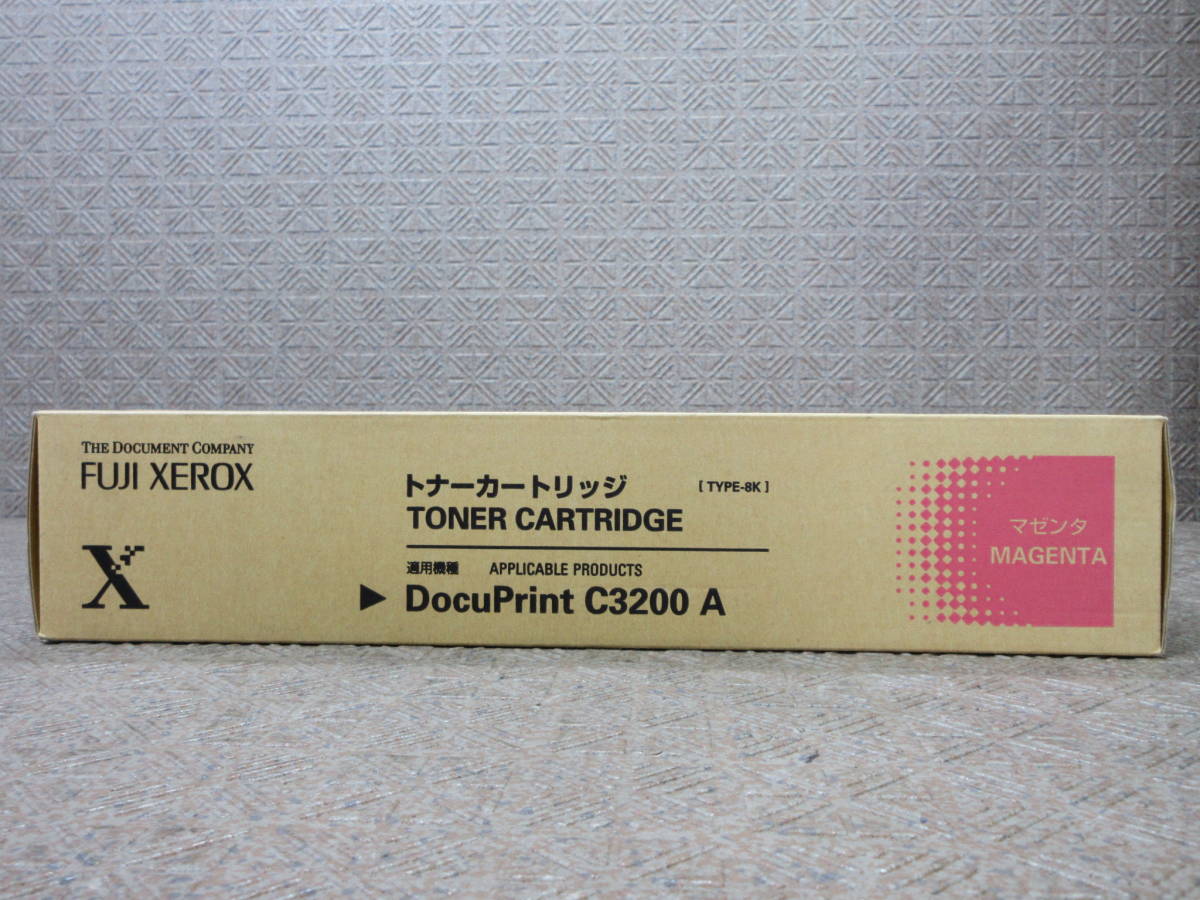 THE DOCUMENT COMPANY
FUJI XEROX
X
トナーカートリッジ [ TYPE-8K ]
TONER CARTRIDGE
適用機種 APPLICABLE PRODUCTS
▶ DocuPrint C3200 A
マゼンタ
MAGENTA